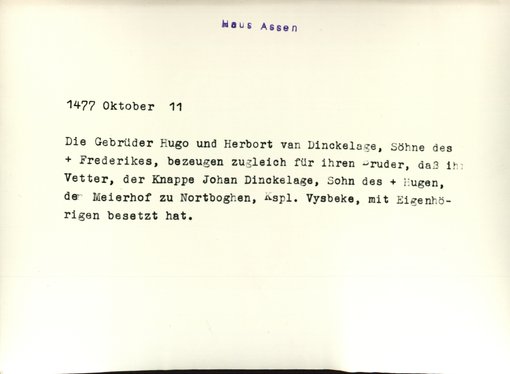 Haus Assen
1477 Oktober 11
Die Gebrüder Hugo und Herbort van Dinckelage, Söhne des
+ Frederikes, bezeugen zugleich für ihren Bruder, daß ihr
Vetter, der Knappe Johan Dinckelage, Sohn des + Hugen,
den Meierhof zu Nortboghen, Kspl. Vysbeke, mit Eigenhö-
rigen besetzt hat.